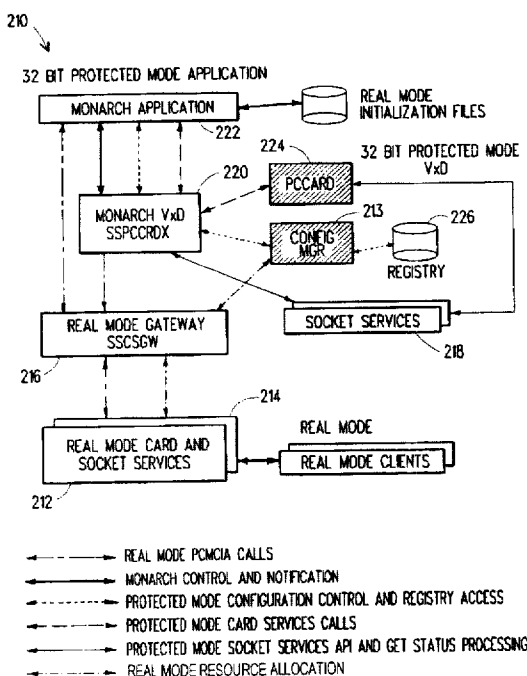 210
32 BIT PROTECTED MODE APPLICATION
MONARCH APPLICATION
222
REAL MODE
INITIALIZATION FILES
224
PCCARD
32 BIT PROTECTED MODE
VxD
220
MONARCH VxD
SSPCCRDX
213
CONFIG
MGR
226
REGISTRY
REAL MODE GATEWAY
SSCSGW
216
SOCKET SERVICES
218
214
REAL MODE CARD AND
SOCKET SERVICES
212
REAL MODE
REAL MODE CLIENTS
REAL MODE PCMCIA CALLS
MONARCH CONTROL AND NOTIFICATION
PROTECTED MODE CONFIGURATION CONTROL AND REGISTRY ACCESS
PROTECTED MODE CARD SERVICES CALLS
PROTECTED MODE SOCKET SERVICES API AND GET STATUS PROCESSING
REAL MODE RESOURCE ALLOCATION